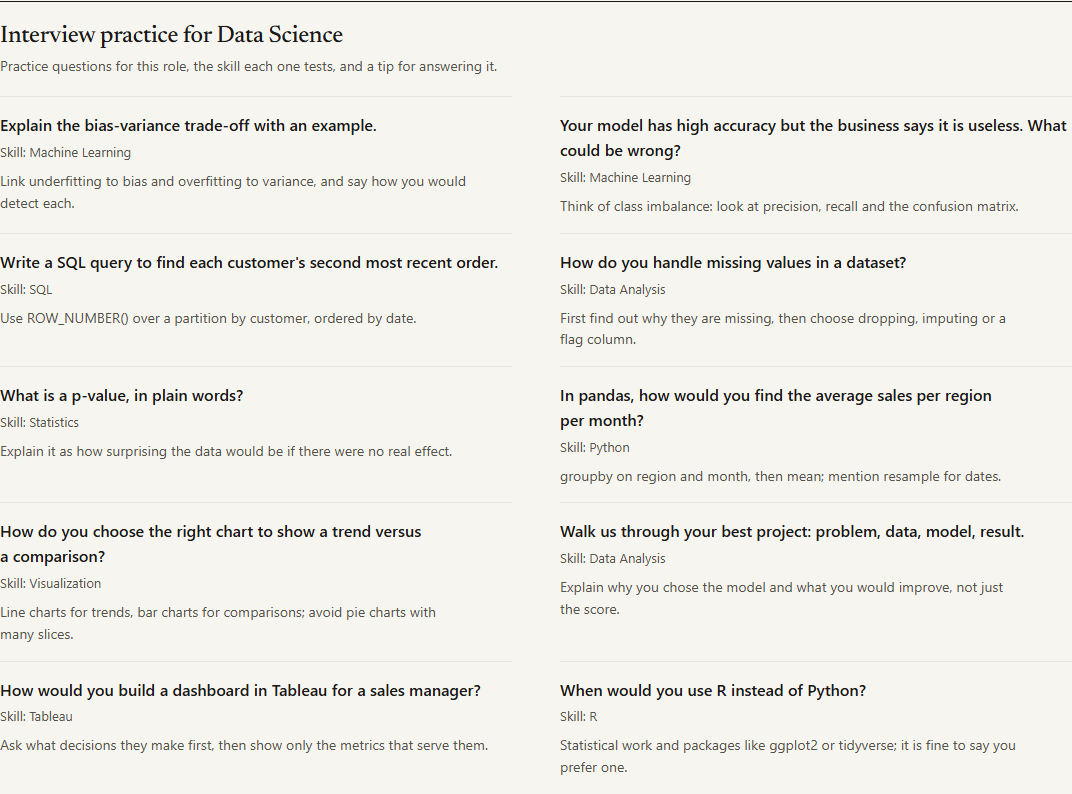 Interview practice for Data Science
Practice questions for this role, the skill each one tests, and a tip for answering it.
Explain the bias-variance trade-off with an example.
Skill: Machine Learning
Link underfitting to bias and overfitting to variance, and say how you would
detect each.
Your model has high accuracy but the business says it is useless. What
could be wrong?
Skill: Machine Learning
Think of class imbalance: look at precision, recall and the confusion matrix.
Write a SQL query to find each customer's second most recent order.
Skill: SQL
Use ROW_NUMBER() over a partition by customer, ordered by date.
How do you handle missing values in a dataset?
Skill: Data Analysis
First find out why they are missing, then choose dropping, imputing or a
flag column.
What is a p-value, in plain words?
Skill: Statistics
Explain it as how surprising the data would be if there were no real effect.
In pandas, how would you find the average sales per region
per month?
Skill: Python
groupby on region and month, then mean; mention resample for dates.
How do you choose the right chart to show a trend versus
a comparison?
Skill: Visualization
Line charts for trends, bar charts for comparisons; avoid pie charts with
many slices.
Walk us through your best project: problem, data, model, result.
Skill: Data Analysis
Explain why you chose the model and what you would improve, not just
the score.
How would you build a dashboard in Tableau for a sales manager?
Skill: Tableau
Ask what decisions they make first, then show only the metrics that serve them.
When would you use R instead of Python?
Skill: R
Statistical work and packages like ggplot2 or tidyverse; it is fine to say you
prefer one.